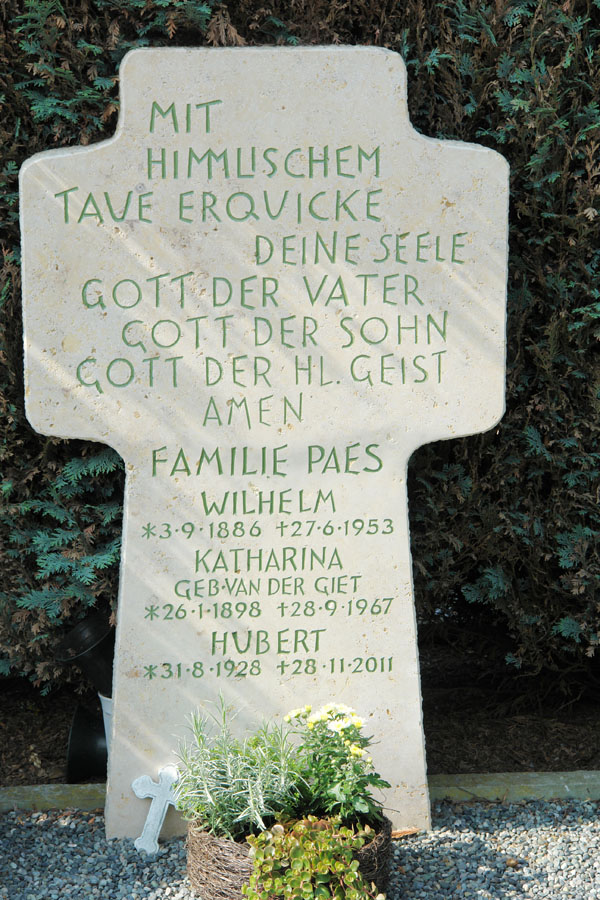 MIT
HIMMLISCHEM
TAUE ERQUICKE
DEINE SEELE
GOTT DER VATER
GOTT DER SOHN
GOTT DER HL. GEIST
AMEN
FAMILIE PAES
WILHELM
*3·9·1886 †27·6·1953
KATHARINA
GEB·VAN DER GIET
*26·1·1898 †28·9·1967
HUBERT
*31·8·1928 †28·11·2011